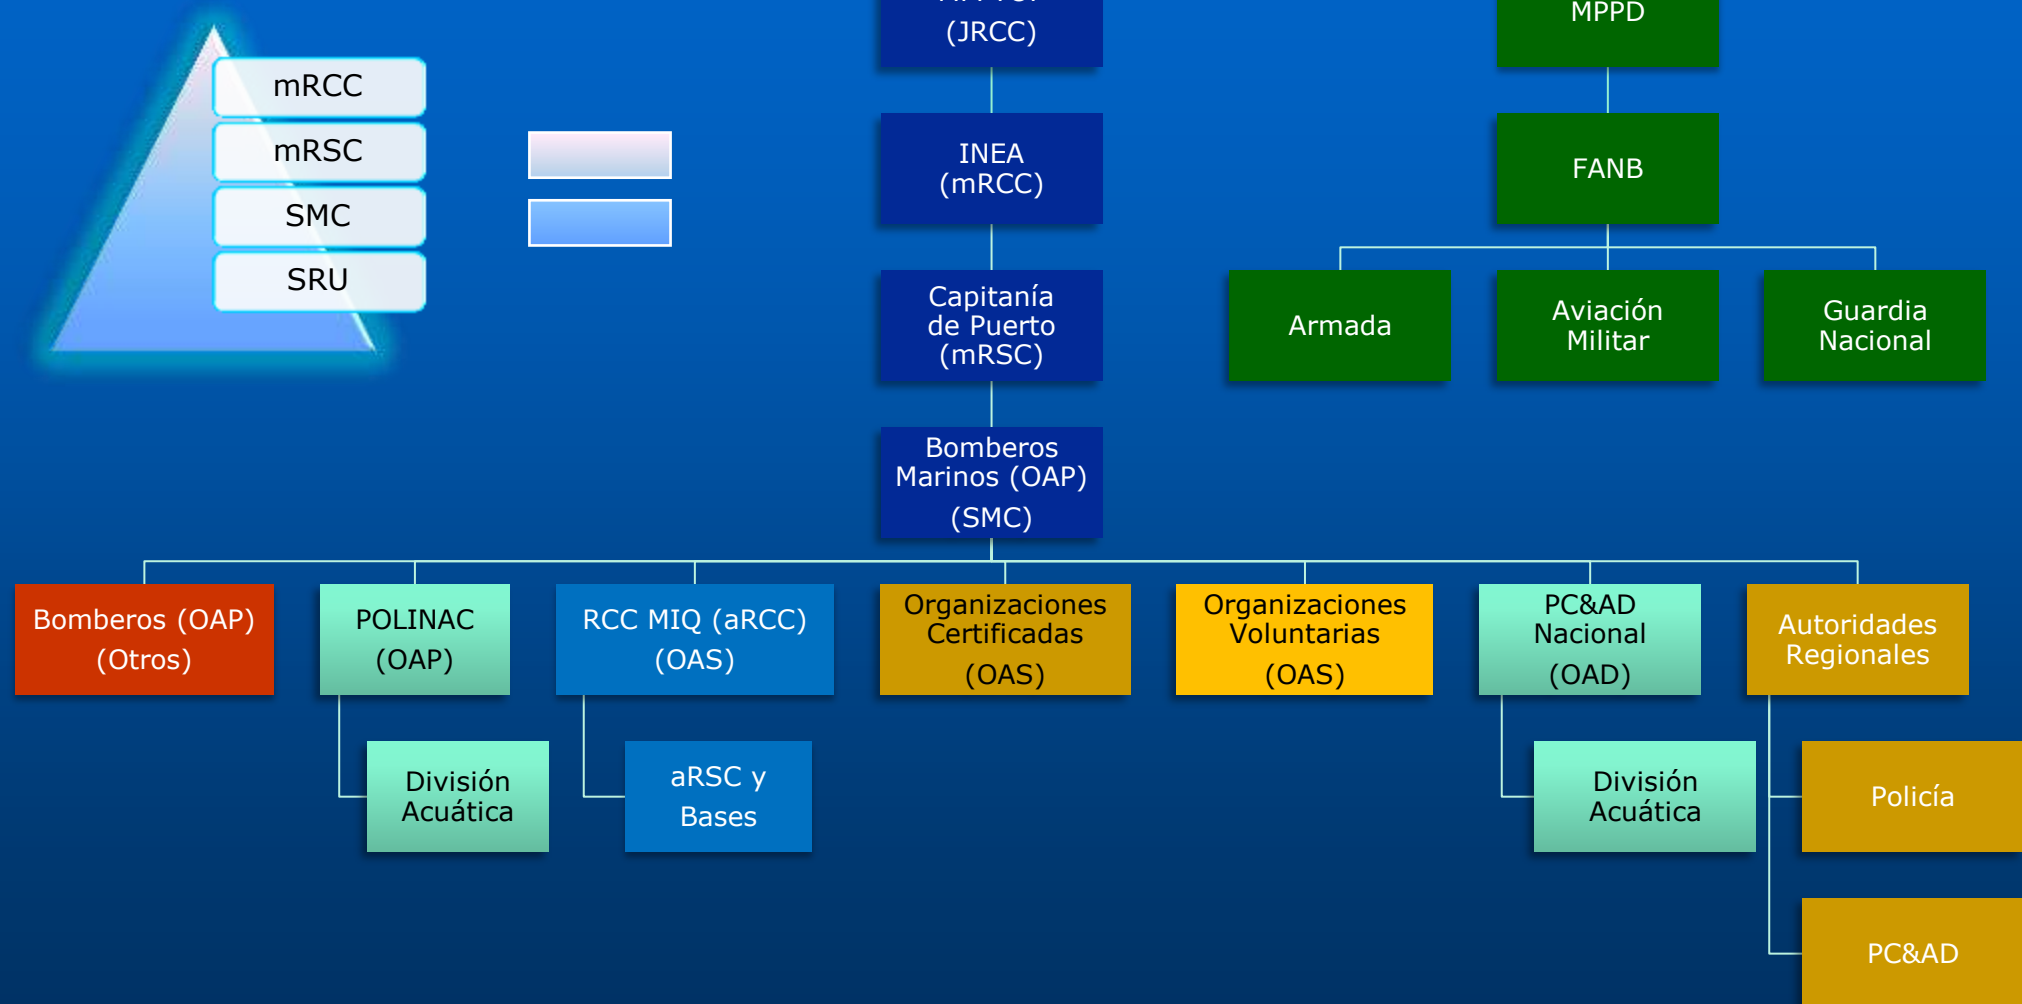 mRCC
mRSC
SMC
SRU
(JRCC)
INEA
(mRCC)
Capitanía
de Puerto
(mRSC)
Bomberos
Marinos (OAP)
(SMC)
MPPD
FANB
Armada
Aviación
Militar
Guardia
Nacional
Bomberos (OAP)
(Otros)
POLINAC
(OAP)
División
Acuática
RCC MIQ (aRCC)
(OAS)
aRSC y
Bases
Organizaciones
Certificadas
(OAS)
Organizaciones
Voluntarias
(OAS)
PC&AD
Nacional
(OAD)
División
Acuática
Autoridades
Regionales
Policía
PC&AD